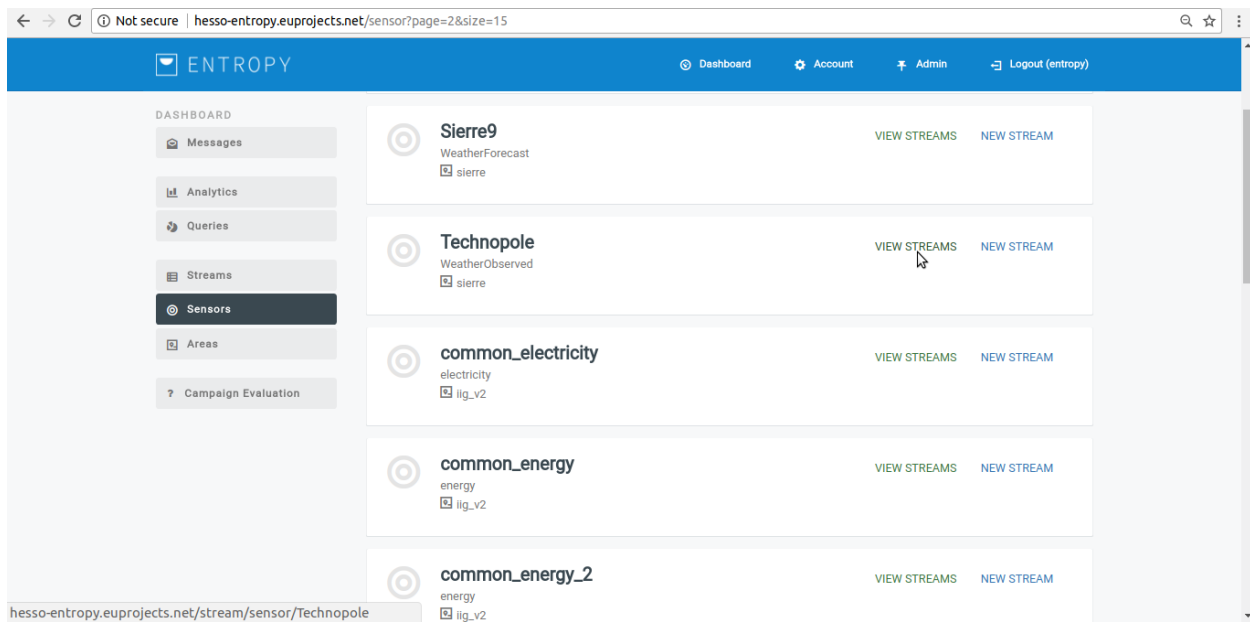 Not secure | hesso-entropy.euprojects.net/sensor?page=2&size=15
ENTROPY
Dashboard
Account
Admin
Logout (entropy)
DASHBOARD
Messages
Analytics
Queries
Streams
Sensors
Areas
? Campaign Evaluation
Sierre9
WeatherForecast
sierre
VIEW STREAMS
NEW STREAM
Technopole
WeatherObserved
sierre
VIEW STREAMS
NEW STREAM
common_electricity
electricity
iig_v2
VIEW STREAMS
NEW STREAM
common_energy
energy
iig_v2
VIEW STREAMS
NEW STREAM
common_energy_2
energy
iig_v2
VIEW STREAMS
NEW STREAM
hesso-entropy.euprojects.net/stream/sensor/Technopole